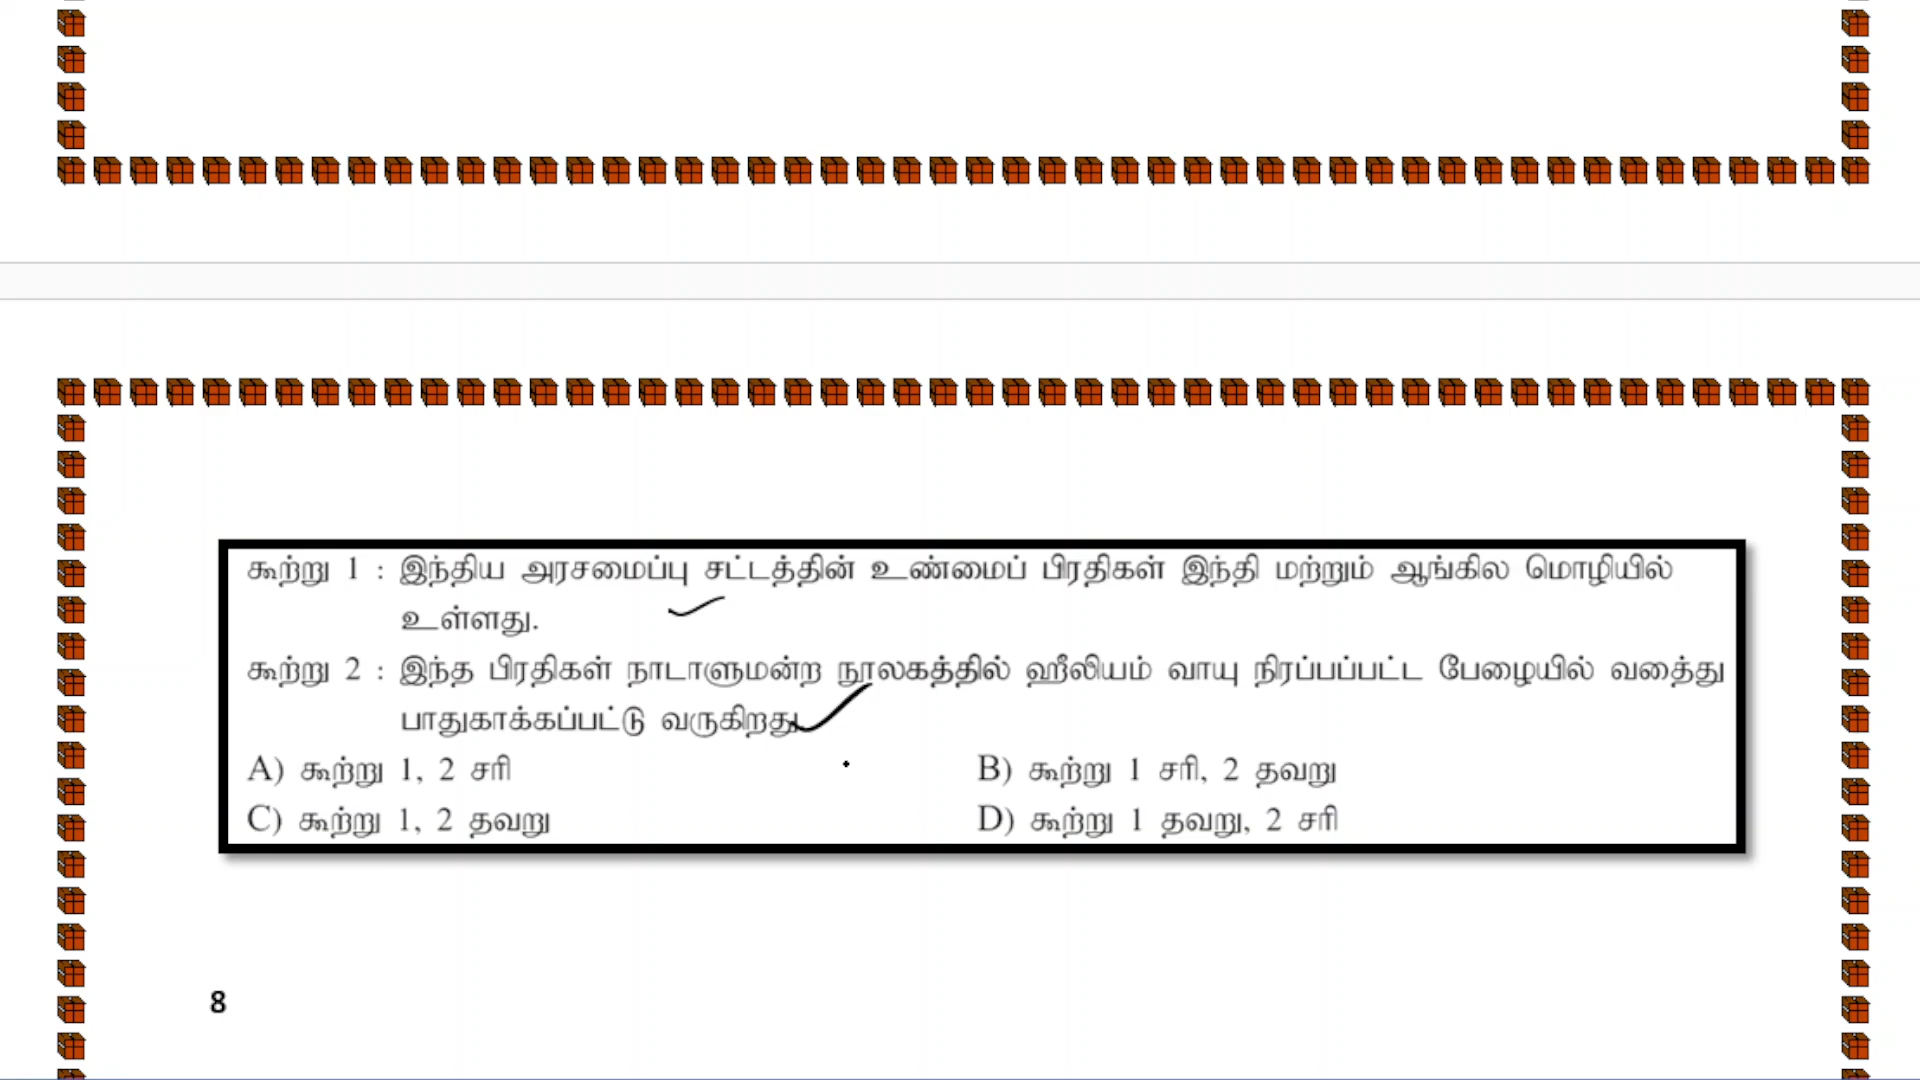 கூற்று 1 : இந்திய அரசமைப்பு சட்டத்தின் உண்மைப் பிரதிகள் இந்தி மற்றும் ஆங்கில மொழியில்
உள்ளது.
கூற்று 2 : இந்த பிரதிகள் நாடாளுமன்ற நூலகத்தில் ஹீலியம் வாயு நிரப்பப்பட்ட பேழையில் வைத்து
பாதுகாக்கப்பட்டு வருகிறது.
A) கூற்று 1, 2 சரி B) கூற்று 1 சரி, 2 தவறு
C) கூற்று 1, 2 தவறு D) கூற்று 1 தவறு, 2 சரி
8